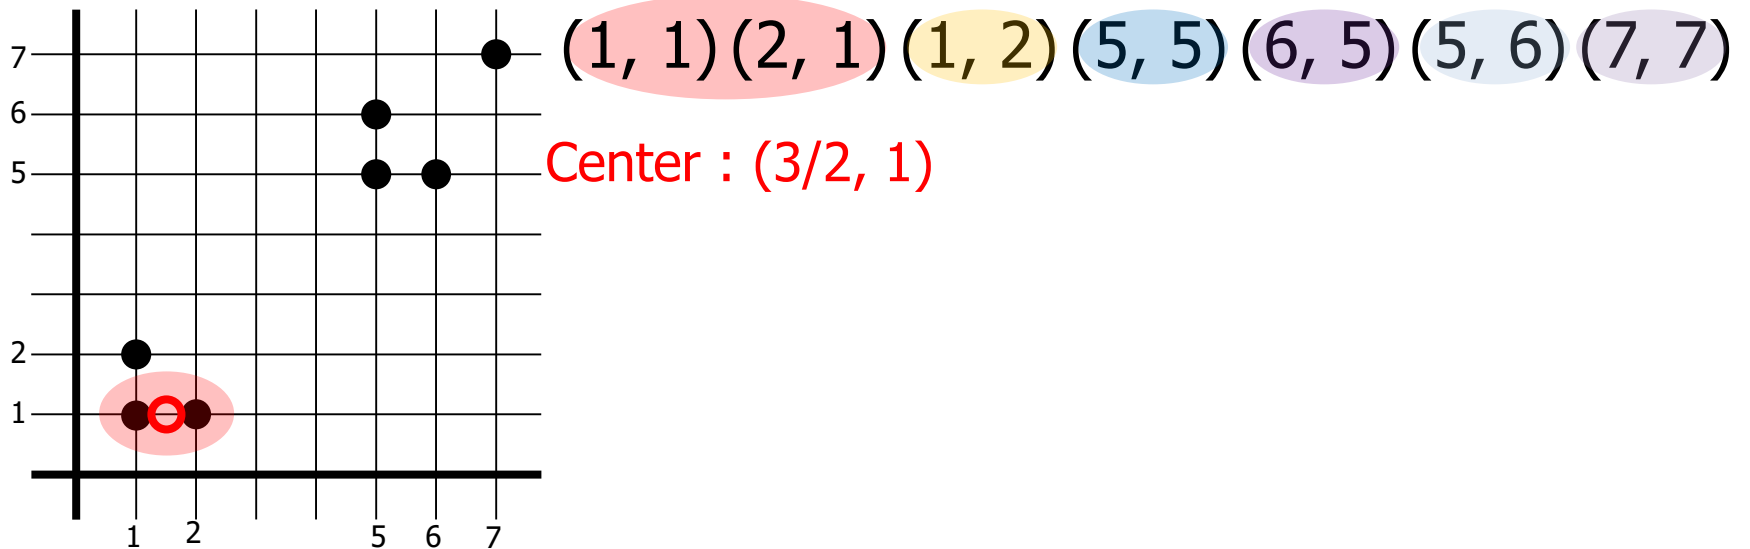 (1, 1)(2, 1)(1, 2)(5, 5)(6, 5)(5, 6)(7, 7)
Center : (3/2, 1)
7
6
5
2
1
1 2 5 6 7